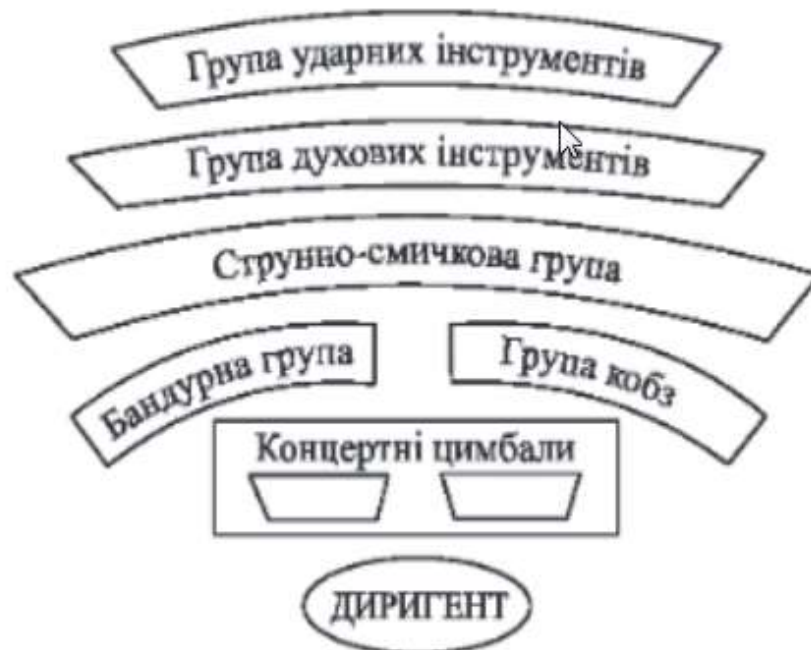 Група ударних інструментів
Група духових інструментів
Струнно-смичкова група
Бандурна група
Група кобз
Концертні цимбали
ДИРИГЕНТ